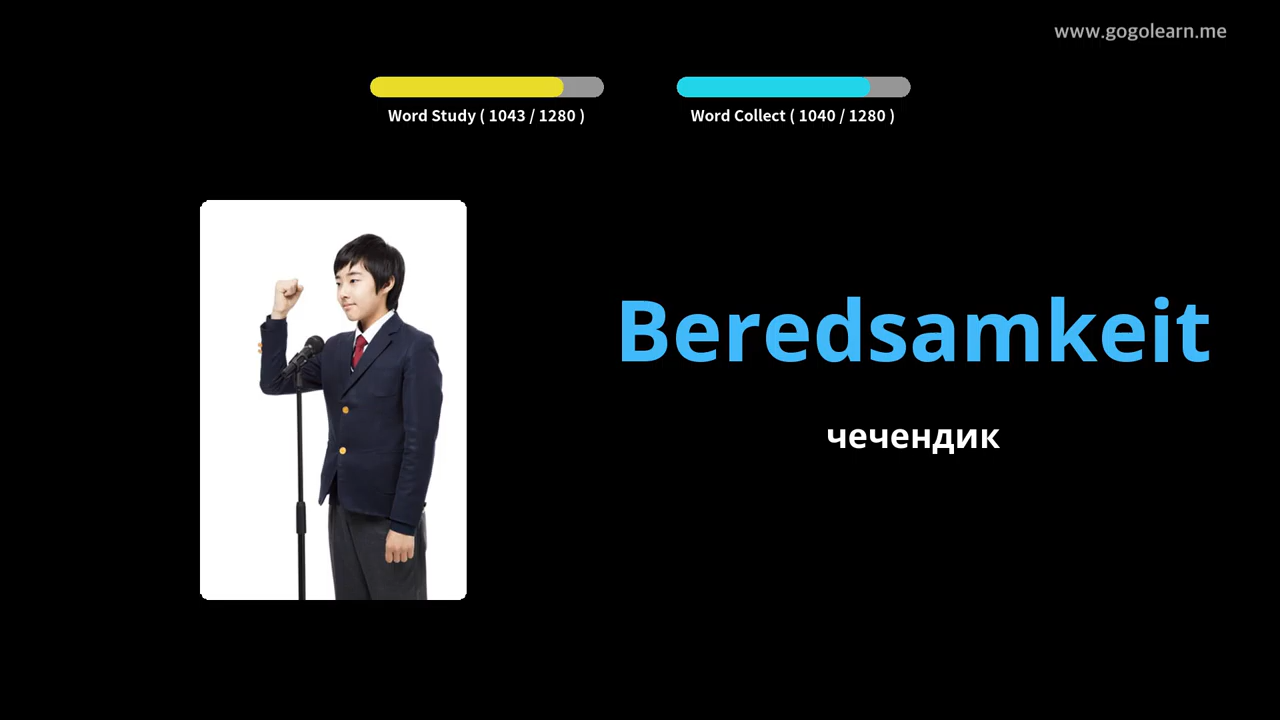 www.gogolearn.me
Word Study ( 1043 / 1280 )
Word Collect ( 1040 / 1280 )
Beredsamkeit
чечендик